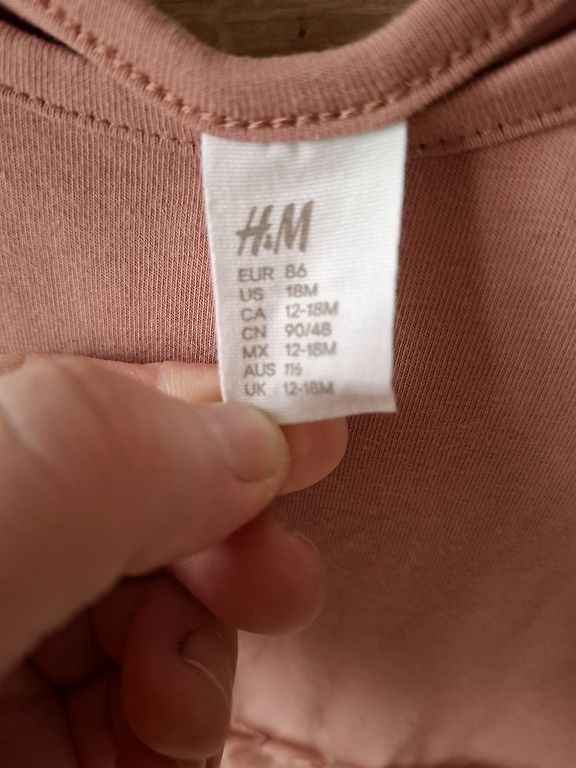 H&M
EUR 86
US 18M
CA 12-18M
CN 90/48
MX 12-18M
AUS 1½
UK 12-18M